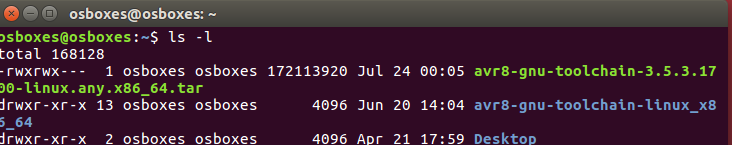 osboxes@osboxes: ~
osboxes@osboxes:~$ ls -l
total 168128
-rwxrwx--- 1 osboxes osboxes 172113920 Jul 24 00:05 avr8-gnu-toolchain-3.5.3.17
00-linux.any.x86_64.tar
drwxr-xr-x 13 osboxes osboxes 4096 Jun 20 14:04 avr8-gnu-toolchain-linux_x8
6_64
drwxr-xr-x 2 osboxes osboxes 4096 Apr 21 17:59 Desktop